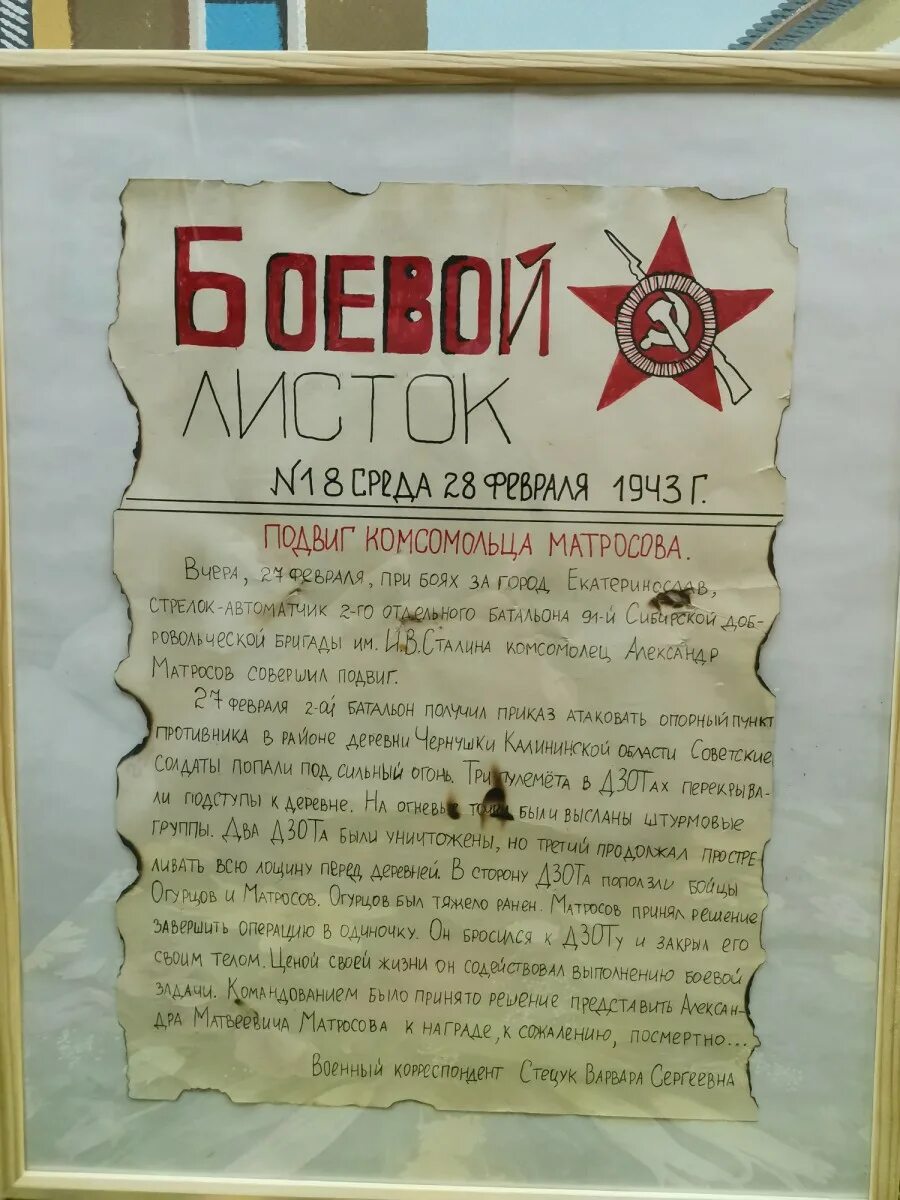 БОЕВОЙ
ЛИСТОК
№18 СРЕДА 28 ФЕВРАЛЯ 1943 Г.
ПОДВИГ КОМСОМОЛЬЦА МАТРОСОВА.
ВЧЕРА, 27 ФЕВРАЛЯ, ПРИ БОЯХ ЗА ГОРОД ЕКАТЕРИНОСЛАВ,
СТРЕЛОК-АВТОМАТЧИК 2-ГО ОТДЕЛЬНОГО БАТАЛЬОНА 91-Й СИБИРСКОЙ ДОБ-
РОВОЛЬЧЕСКОЙ БРИГАДЫ ИМ. И.В. СТАЛИНА КОМСОМОЛЕЦ АЛЕКСАНДР
МАТРОСОВ СОВЕРШИЛ ПОДВИГ.
27 ФЕВРАЛЯ 2-ОЙ БАТАЛЬОН ПОЛУЧИЛ ПРИКАЗ АТАКОВАТЬ ОПОРНЫЙ ПУНКТ
ПРОТИВНИКА В РАЙОНЕ ДЕРЕВНИ ЧЕРНУШКИ КАЛИНИНСКОЙ ОБЛАСТИ СОВЕТСКИЕ
СОЛДАТЫ ПОПАЛИ ПОД СИЛЬНЫЙ ОГОНЬ. ТРИ ПУЛЕМЁТА В ДЗОТАХ ПЕРЕКРЫВА-
ЛИ ПОДСТУПЫ К ДЕРЕВНЕ. НА ОГНЕВЫЕ ТОЧКИ БЫЛИ ВЫСЛАНЫ ШТУРМОВЫЕ
ГРУППЫ. ДВА ДЗОТА БЫЛИ УНИЧТОЖЕНЫ, НО ТРЕТИЙ ПРОДОЛЖАЛ ПРОСТРЕ-
ЛИВАТЬ ВСЮ ЛОЩИНУ ПЕРЕД ДЕРЕВНЕЙ. В СТОРОНУ ДЗОТА ПОПОЛЗЛИ БОЙЦЫ
ОГУРЦОВ И МАТРОСОВ. ОГУРЦОВ БЫЛ ТЯЖЕЛО РАНЕН. МАТРОСОВ ПРИНЯЛ РЕШЕНИЕ
ЗАВЕРШИТЬ ОПЕРАЦИЮ В ОДИНОЧКУ. ОН БРОСИЛСЯ К ДЗОТУ И ЗАКРЫЛ ЕГО
СВОИМ ТЕЛОМ. ЦЕНОЙ СВОЕЙ ЖИЗНИ ОН СОДЕЙСТВОВАЛ ВЫПОЛНЕНИЮ БОЕВОЙ
ЗАДАЧИ. КОМАНДОВАНИЕМ БЫЛО ПРИНЯТО РЕШЕНИЕ ПРЕДСТАВИТЬ АЛЕКСАН-
ДРА МАТВЕЕВИЧА МАТРОСОВА К НАГРАДЕ, К СОЖАЛЕНИЮ, ПОСМЕРТНО...
ВОЕННЫЙ КОРРЕСПОНДЕНТ СТЕЦУК ВАРВАРА СЕРГЕЕВНА